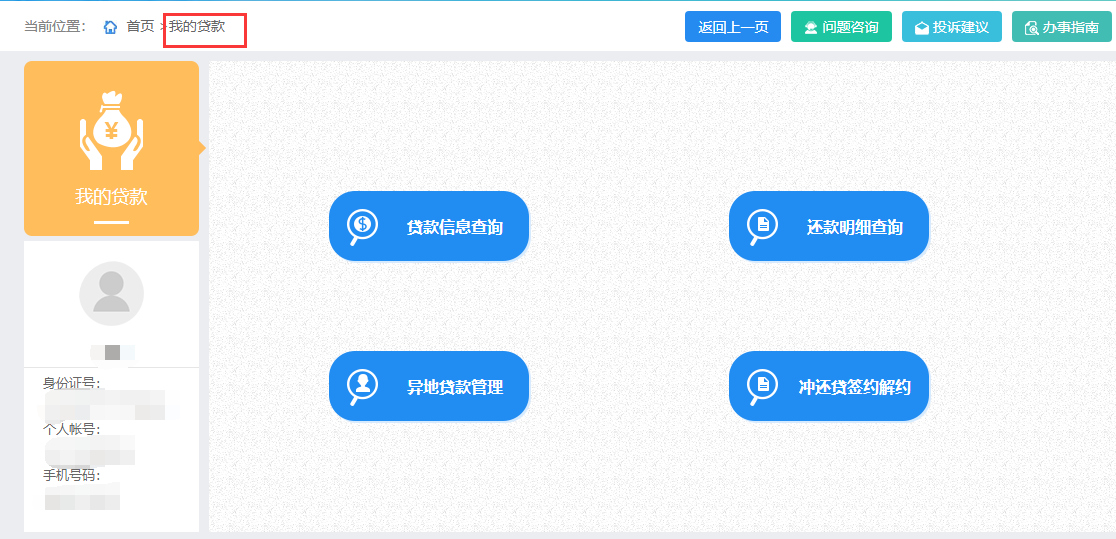 当前位置： 首页 >我的贷款
返回上一页 问题咨询 投诉建议 办事指南
¥
我的贷款
$ 贷款信息查询 还款明细查询
异地贷款管理 冲还贷签约解约
身份证号：
个人帐号：
手机号码：